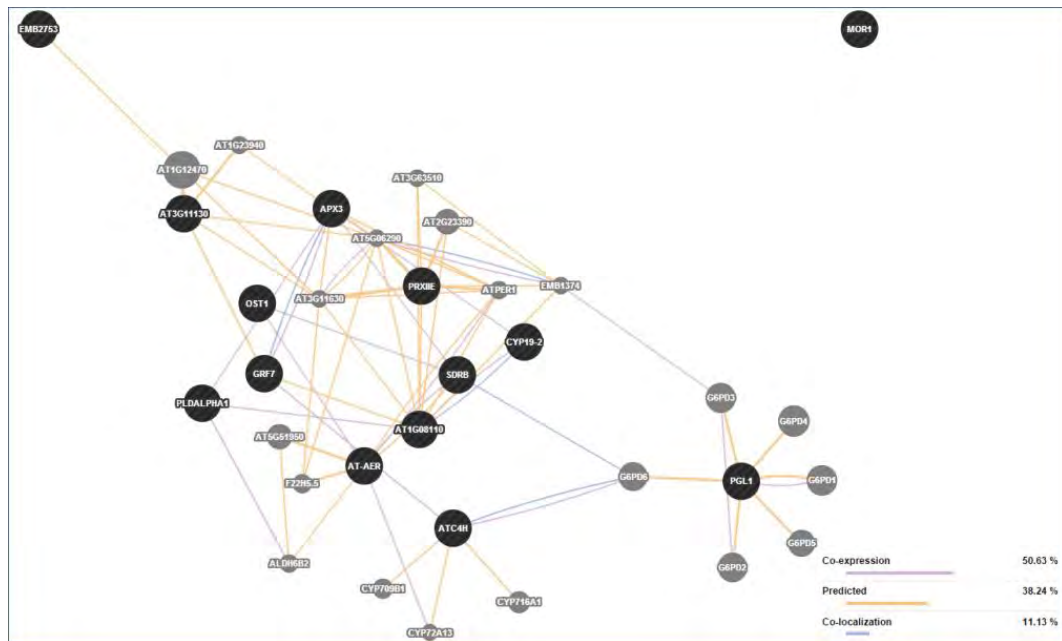 EMB2753
MOR1
AT1G23940
AT1G12470
AT3G63510
AT3G11130
APX3
AT2G23390
AT5G06290
PRXIIE
ATPER1
EMB1374
AT3G11630
OST1
CYP19-2
GRF7
SDRB
PLDALPHA1
G6PD3
G6PD4
AT1G08110
AT5G51950
AT-AER
G6PD6
PGL1
G6PD1
F22H5.5
ATC4H
G6PD5
ALDH6B2
G6PD2
CYP709B1
CYP716A1
CYP72A13
Co-expression 50.63 %
Predicted 38.24 %
Co-localization 11.13 %